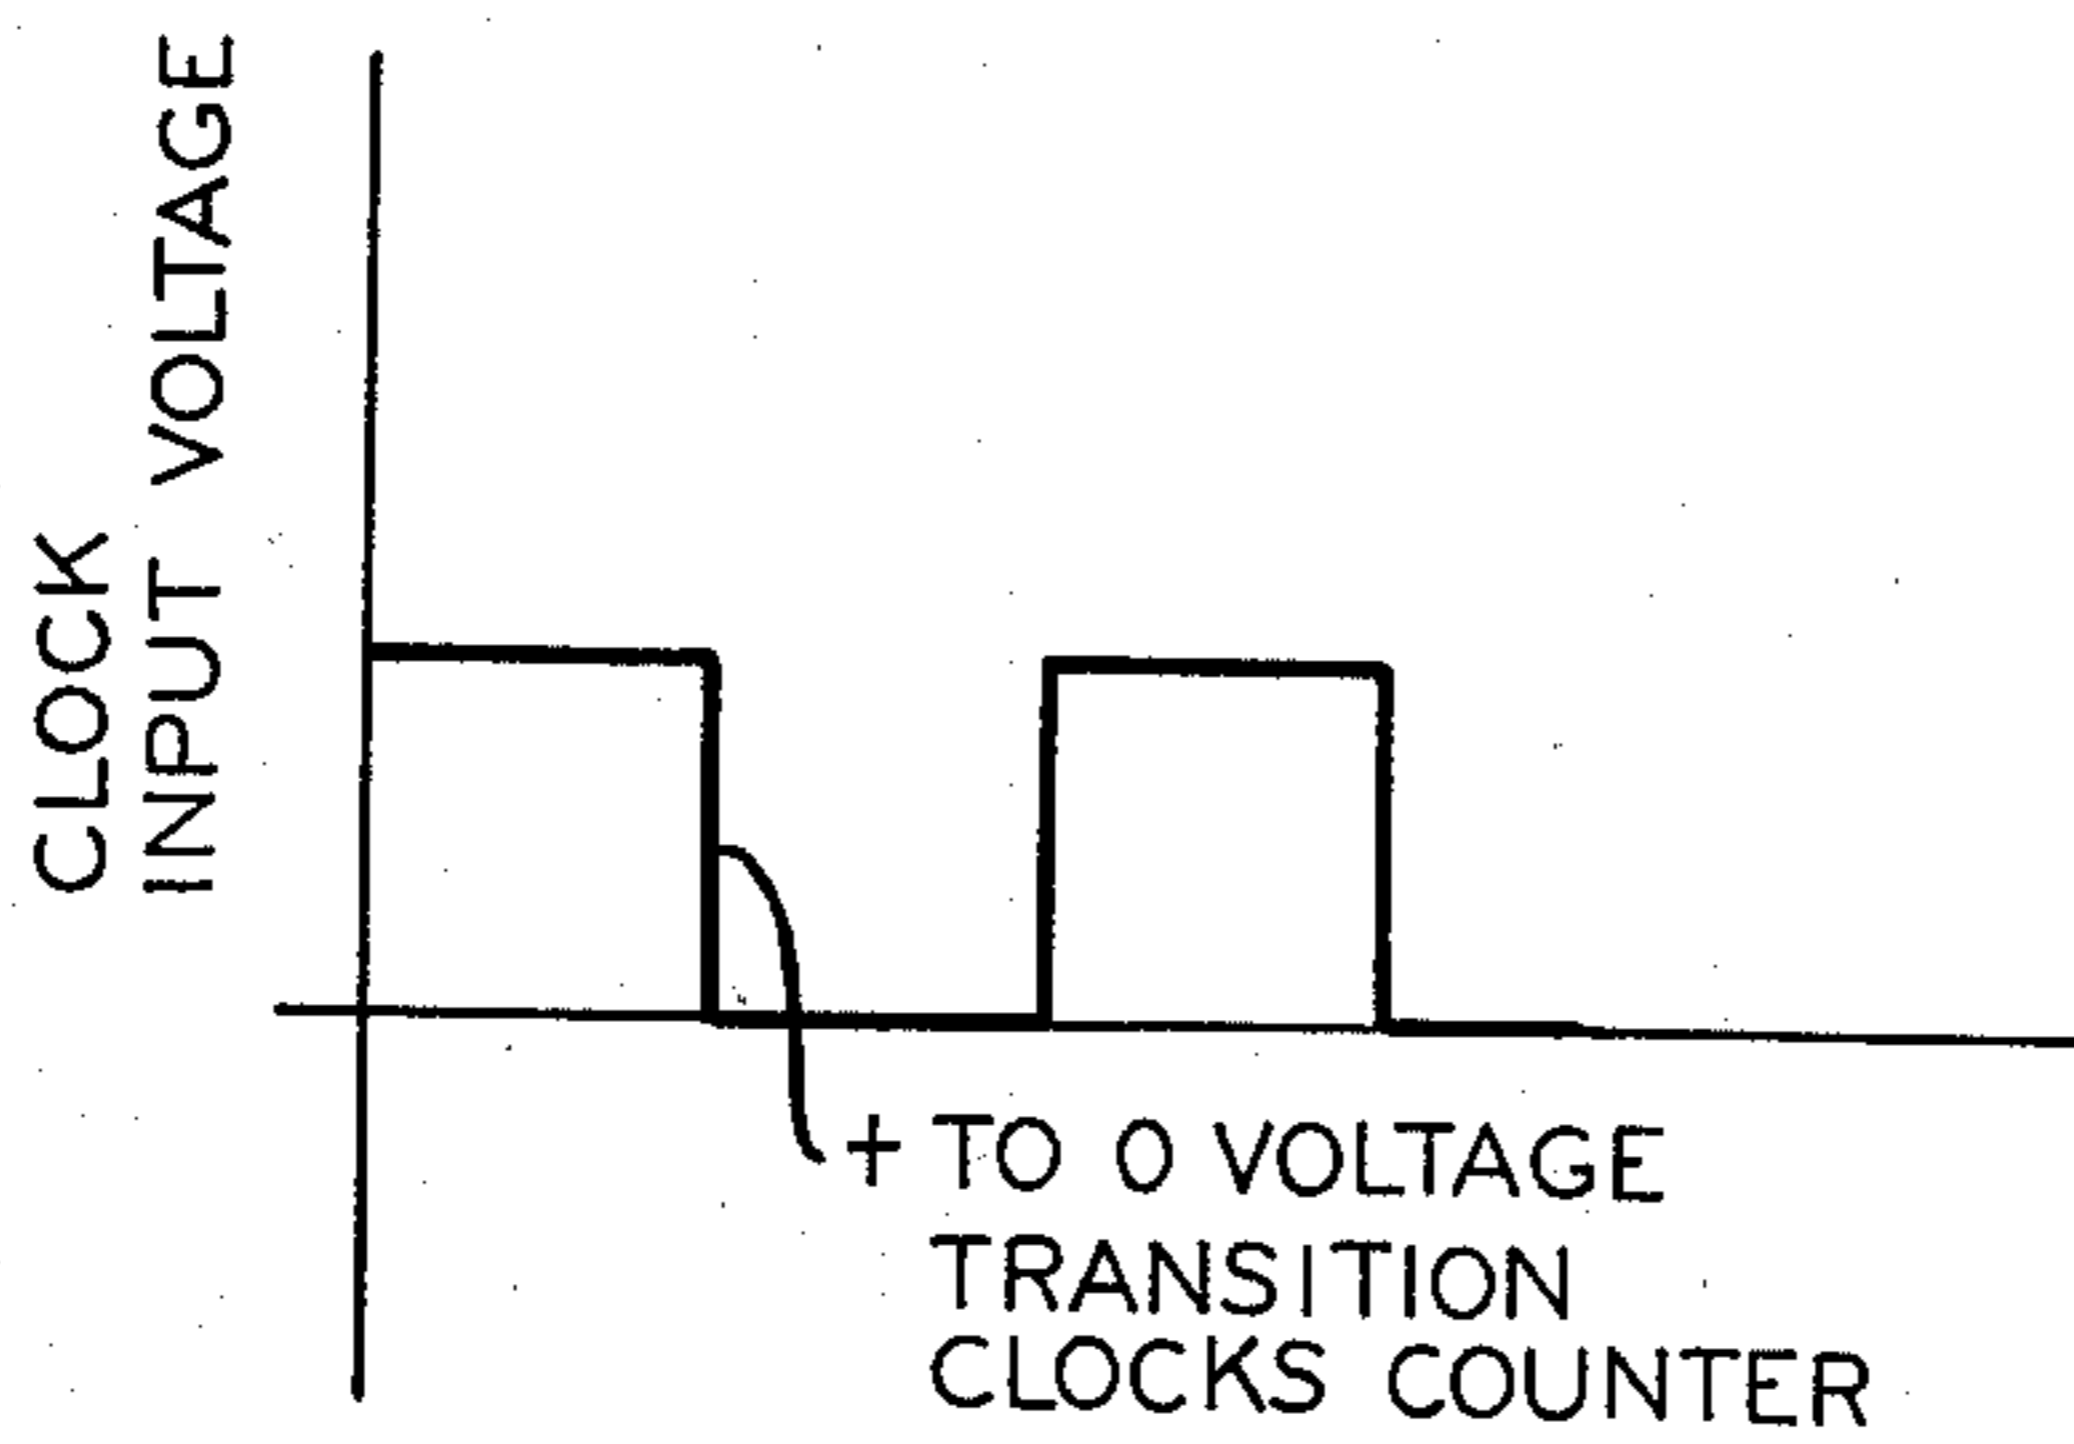 CLOCK
INPUT VOLTAGE
+ TO 0 VOLTAGE
TRANSITION
CLOCKS COUNTER